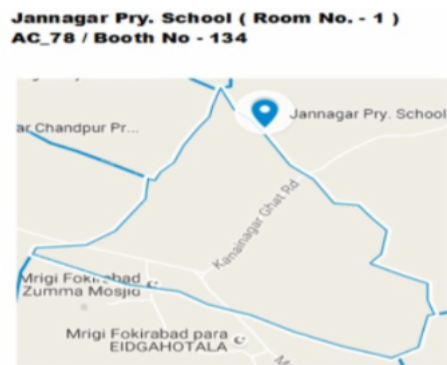 Jannagar Pry. School ( Room No. - 1 )
AC_78 / Booth No - 134
Jannagar Pry. School
ar Chandpur Pr...
Kanainagar Ghat Rd
Mrigi Fokirabad
Zumma Mosjid
Mrigi Fokirabad para
EIDGAHOTALA
M